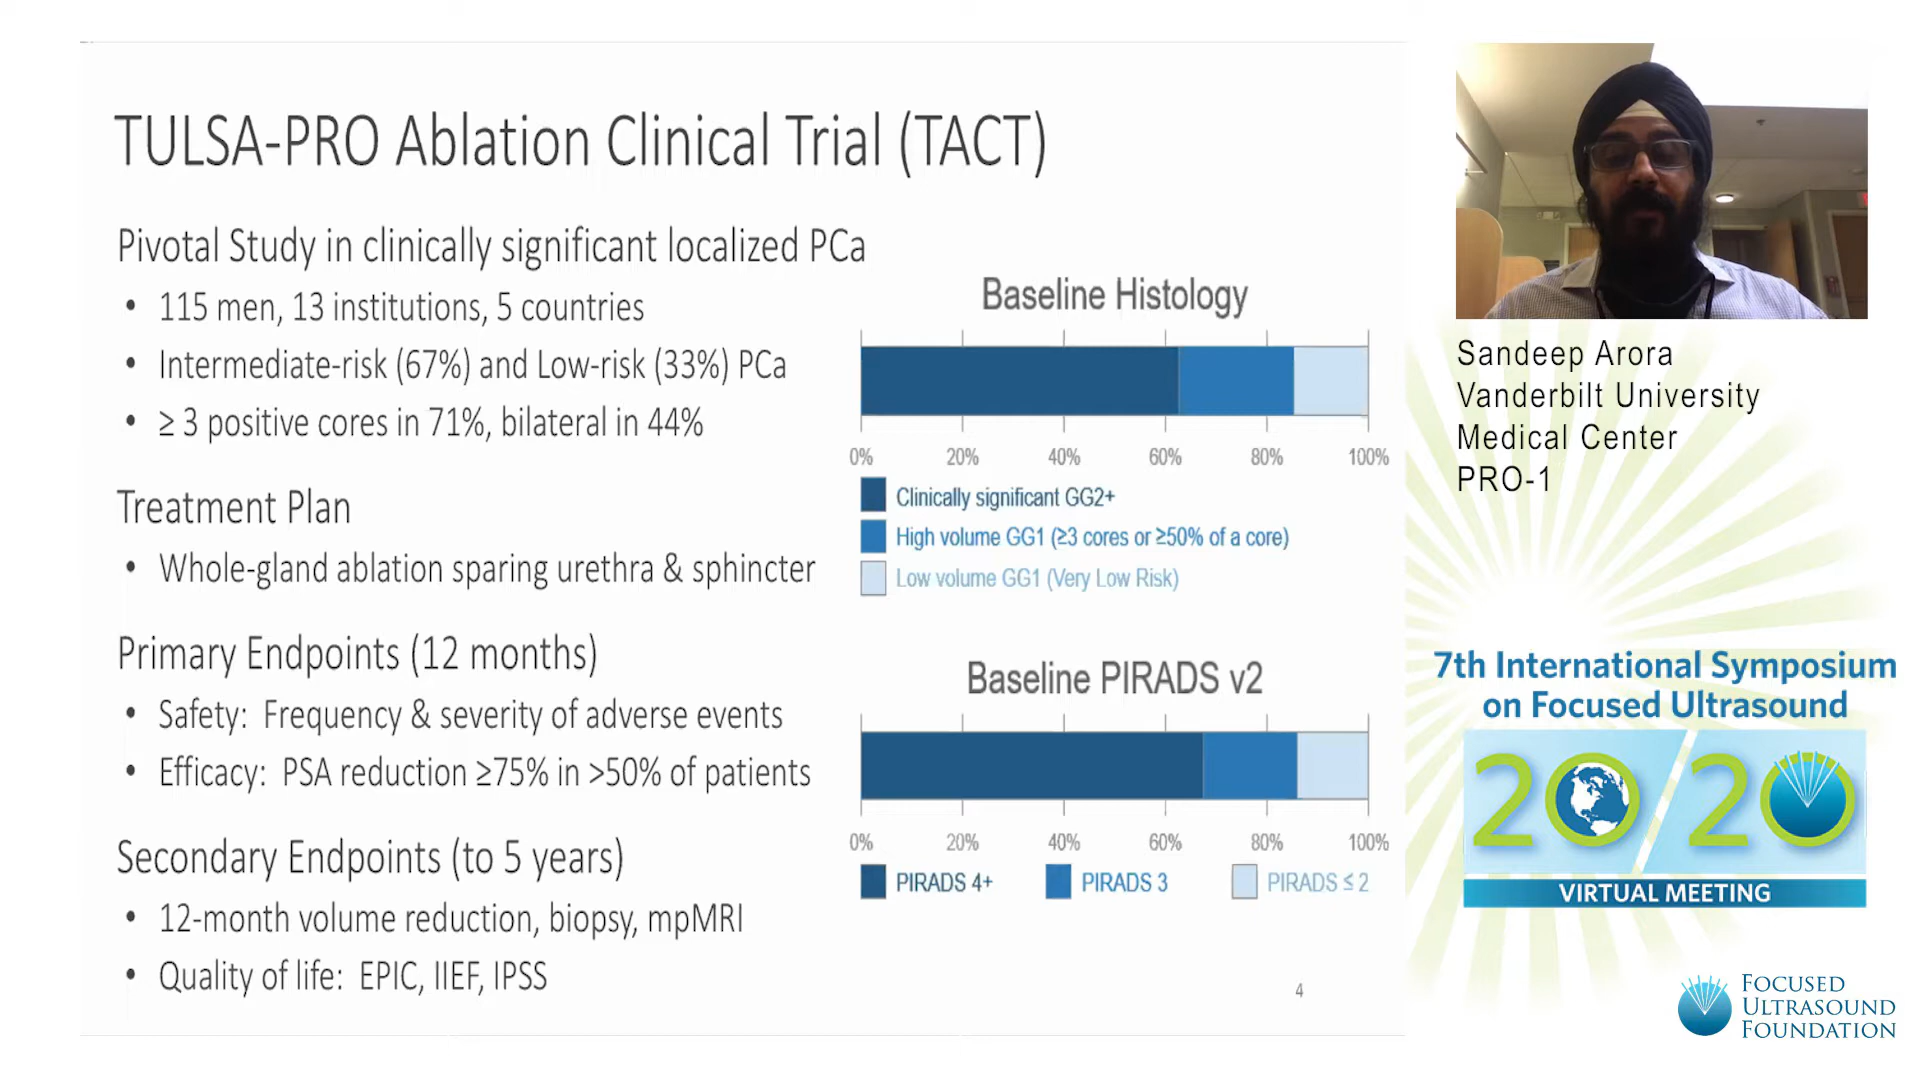 TULSA-PRO Ablation Clinical Trial (TACT)
Pivotal Study in clinically significant localized PCa
• 115 men, 13 institutions, 5 countries
• Intermediate-risk (67%) and Low-risk (33%) PCa
• ≥ 3 positive cores in 71%, bilateral in 44%
Treatment Plan
• Whole-gland ablation sparing urethra & sphincter
Primary Endpoints (12 months)
• Safety: Frequency & severity of adverse events
• Efficacy: PSA reduction ≥75% in >50% of patients
Secondary Endpoints (to 5 years)
• 12-month volume reduction, biopsy, mpMRI
• Quality of life: EPIC, IIEF, IPSS
Baseline Histology
0% 20% 40% 60% 80% 100%
Clinically significant GG2+
High volume GG1 (≥3 cores or ≥50% of a core)
Low volume GG1 (Very Low Risk)
Baseline PIRADS v2
0% 20% 40% 60% 80% 100%
PIRADS 4+ PIRADS 3 PIRADS ≤ 2
4
Sandeep Arora
Vanderbilt University
Medical Center
PRO-1
7th International Symposium
on Focused Ultrasound
20/20
VIRTUAL MEETING
FOCUSED
ULTRASOUND
FOUNDATION